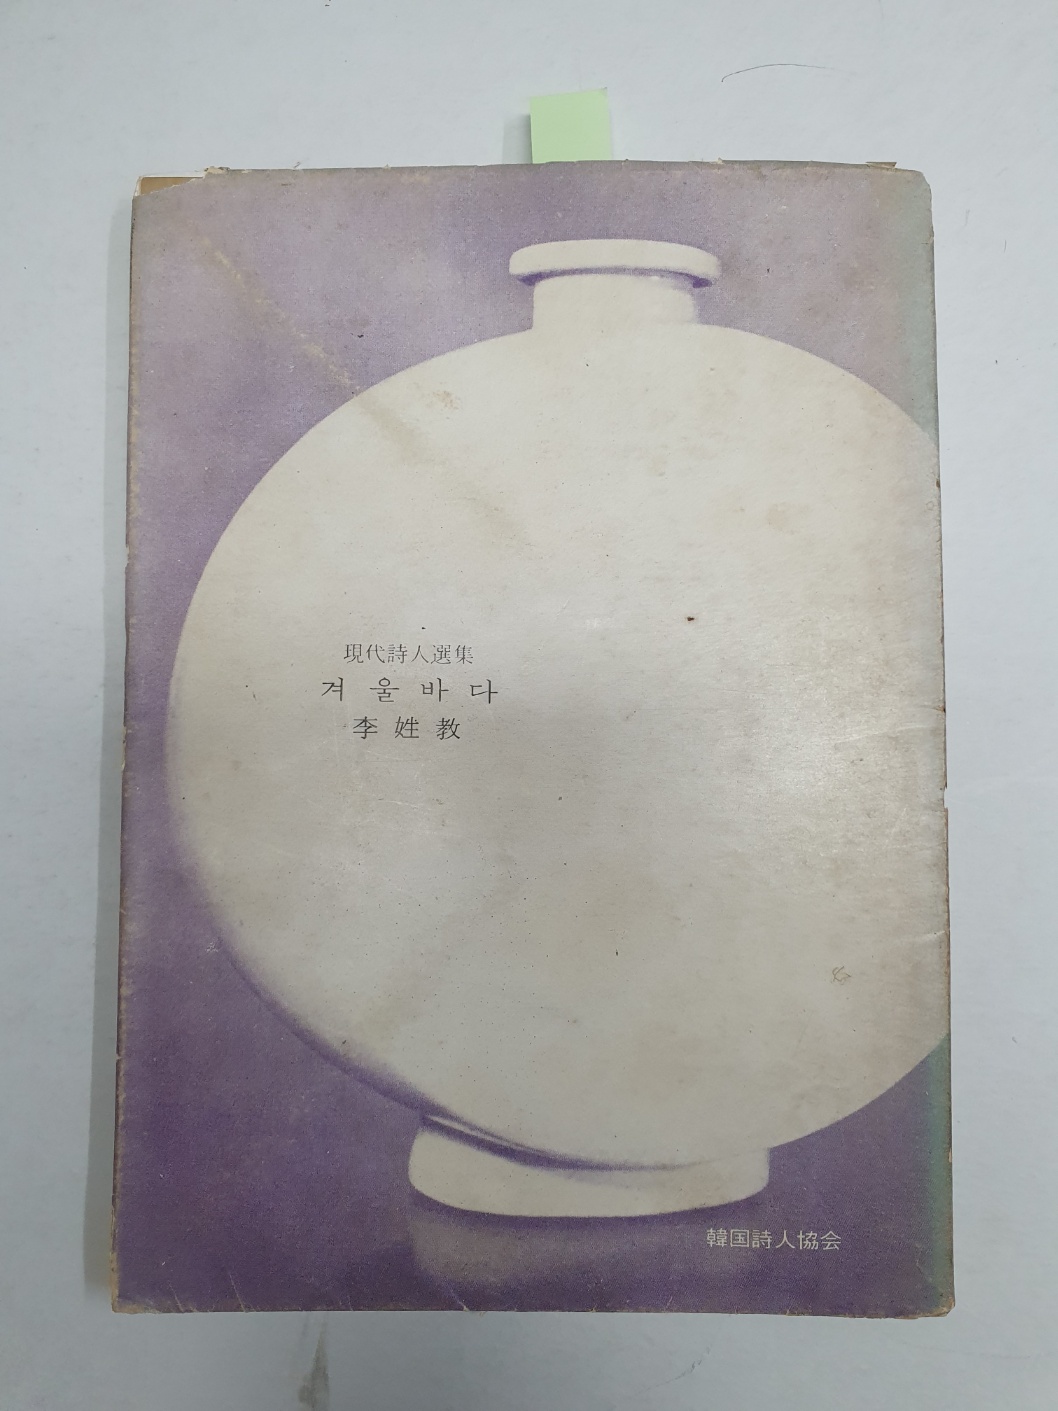 現代詩人選集
겨울바다
李姓教
韓国詩人協会